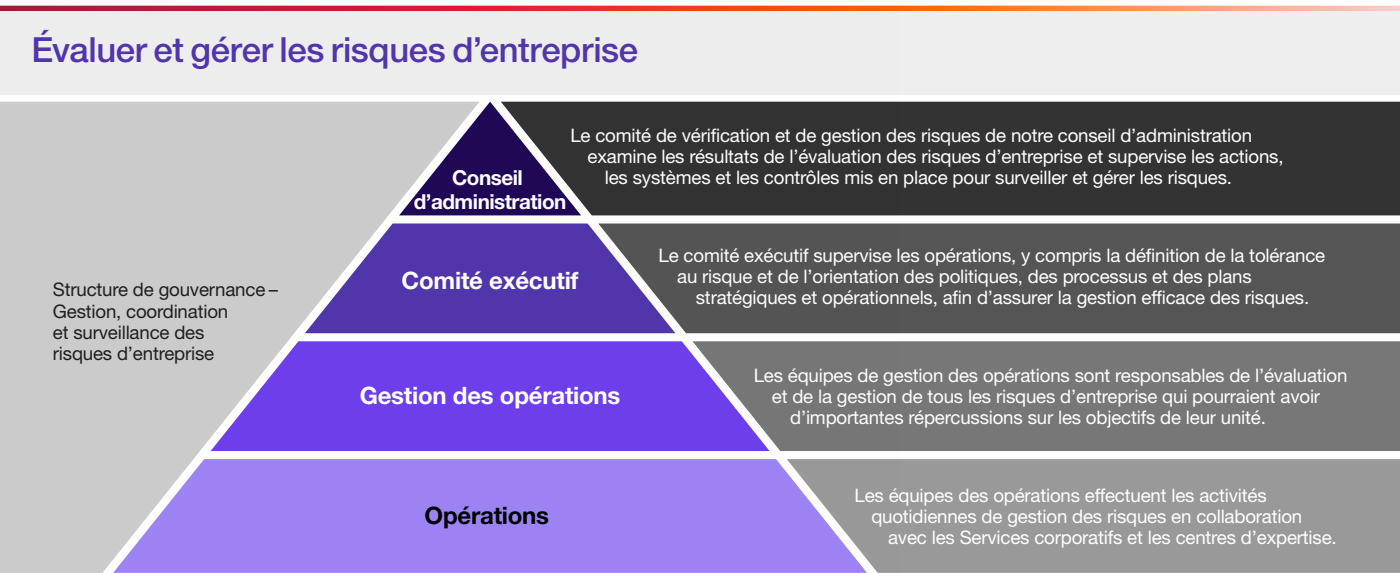 Évaluer et gérer les risques d'entreprise
Structure de gouvernance –
Gestion, coordination
et surveillance des
risques d'entreprise
Conseil
d'administration
Le comité de vérification et de gestion des risques de notre conseil d'administration
examine les résultats de l'évaluation des risques d'entreprise et supervise les actions,
les systèmes et les contrôles mis en place pour surveiller et gérer les risques.
Comité exécutif
Le comité exécutif supervise les opérations, y compris la définition de la tolérance
au risque et de l'orientation des politiques, des processus et des plans
stratégiques et opérationnels, afin d'assurer la gestion efficace des risques.
Gestion des opérations
Les équipes de gestion des opérations sont responsables de l'évaluation
et de la gestion de tous les risques d'entreprise qui pourraient avoir
d'importantes répercussions sur les objectifs de leur unité.
Opérations
Les équipes des opérations effectuent les activités
quotidiennes de gestion des risques en collaboration
avec les Services corporatifs et les centres d'expertise.